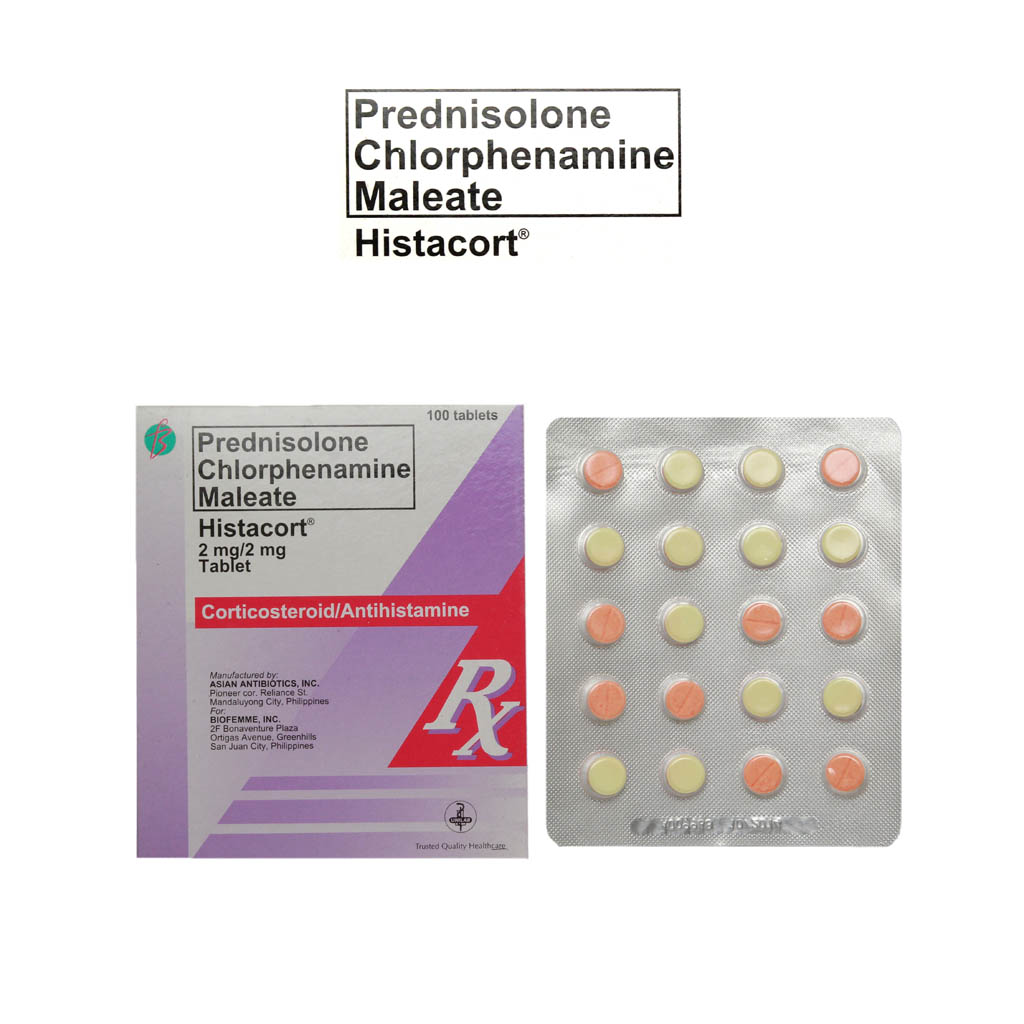 Prednisolone
Chlorphenamine
Maleate
Histacort®
100 tablets
Prednisolone
Chlorphenamine
Maleate
Histacort®
2 mg/2 mg
Tablet
Corticosteroid/Antihistamine
Rx
Manufactured by:
ASIAN ANTIBIOTICS, INC.
Pioneer cor. Reliance St.
Mandaluyong City, Philippines
For:
BIOFEMME, INC.
2F Bonaventure Plaza
Ortigas Avenue, Greenhills
San Juan City, Philippines
UNILAB
Trusted Quality Healthcare